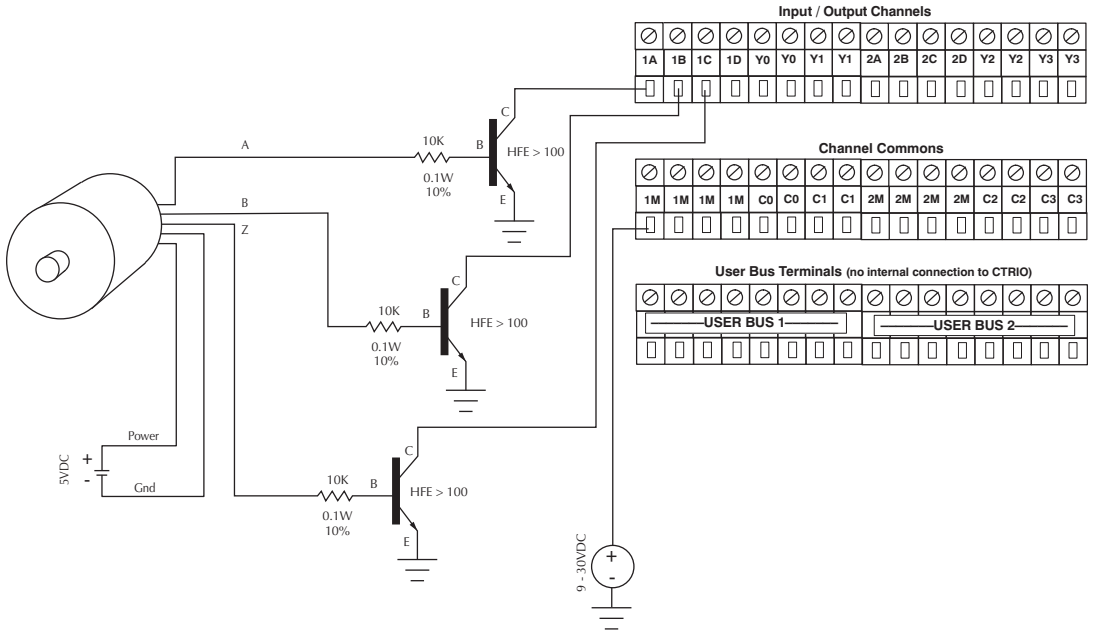 Input / Output Channels
1A 1B 1C 1D Y0 Y0 Y1 Y1 2A 2B 2C 2D Y2 Y2 Y3 Y3
Channel Commons
1M 1M 1M 1M C0 C0 C1 C1 2M 2M 2M 2M C2 C2 C3 C3
User Bus Terminals (no internal connection to CTRIO)
USER BUS 1
USER BUS 2
A
10K
0.1W
10%
B
C
E
HFE > 100
B
10K
0.1W
10%
B
C
E
HFE > 100
Z
10K
0.1W
10%
B
C
E
HFE > 100
Power
+
-
5VDC
Gnd
9 - 30VDC
+
-